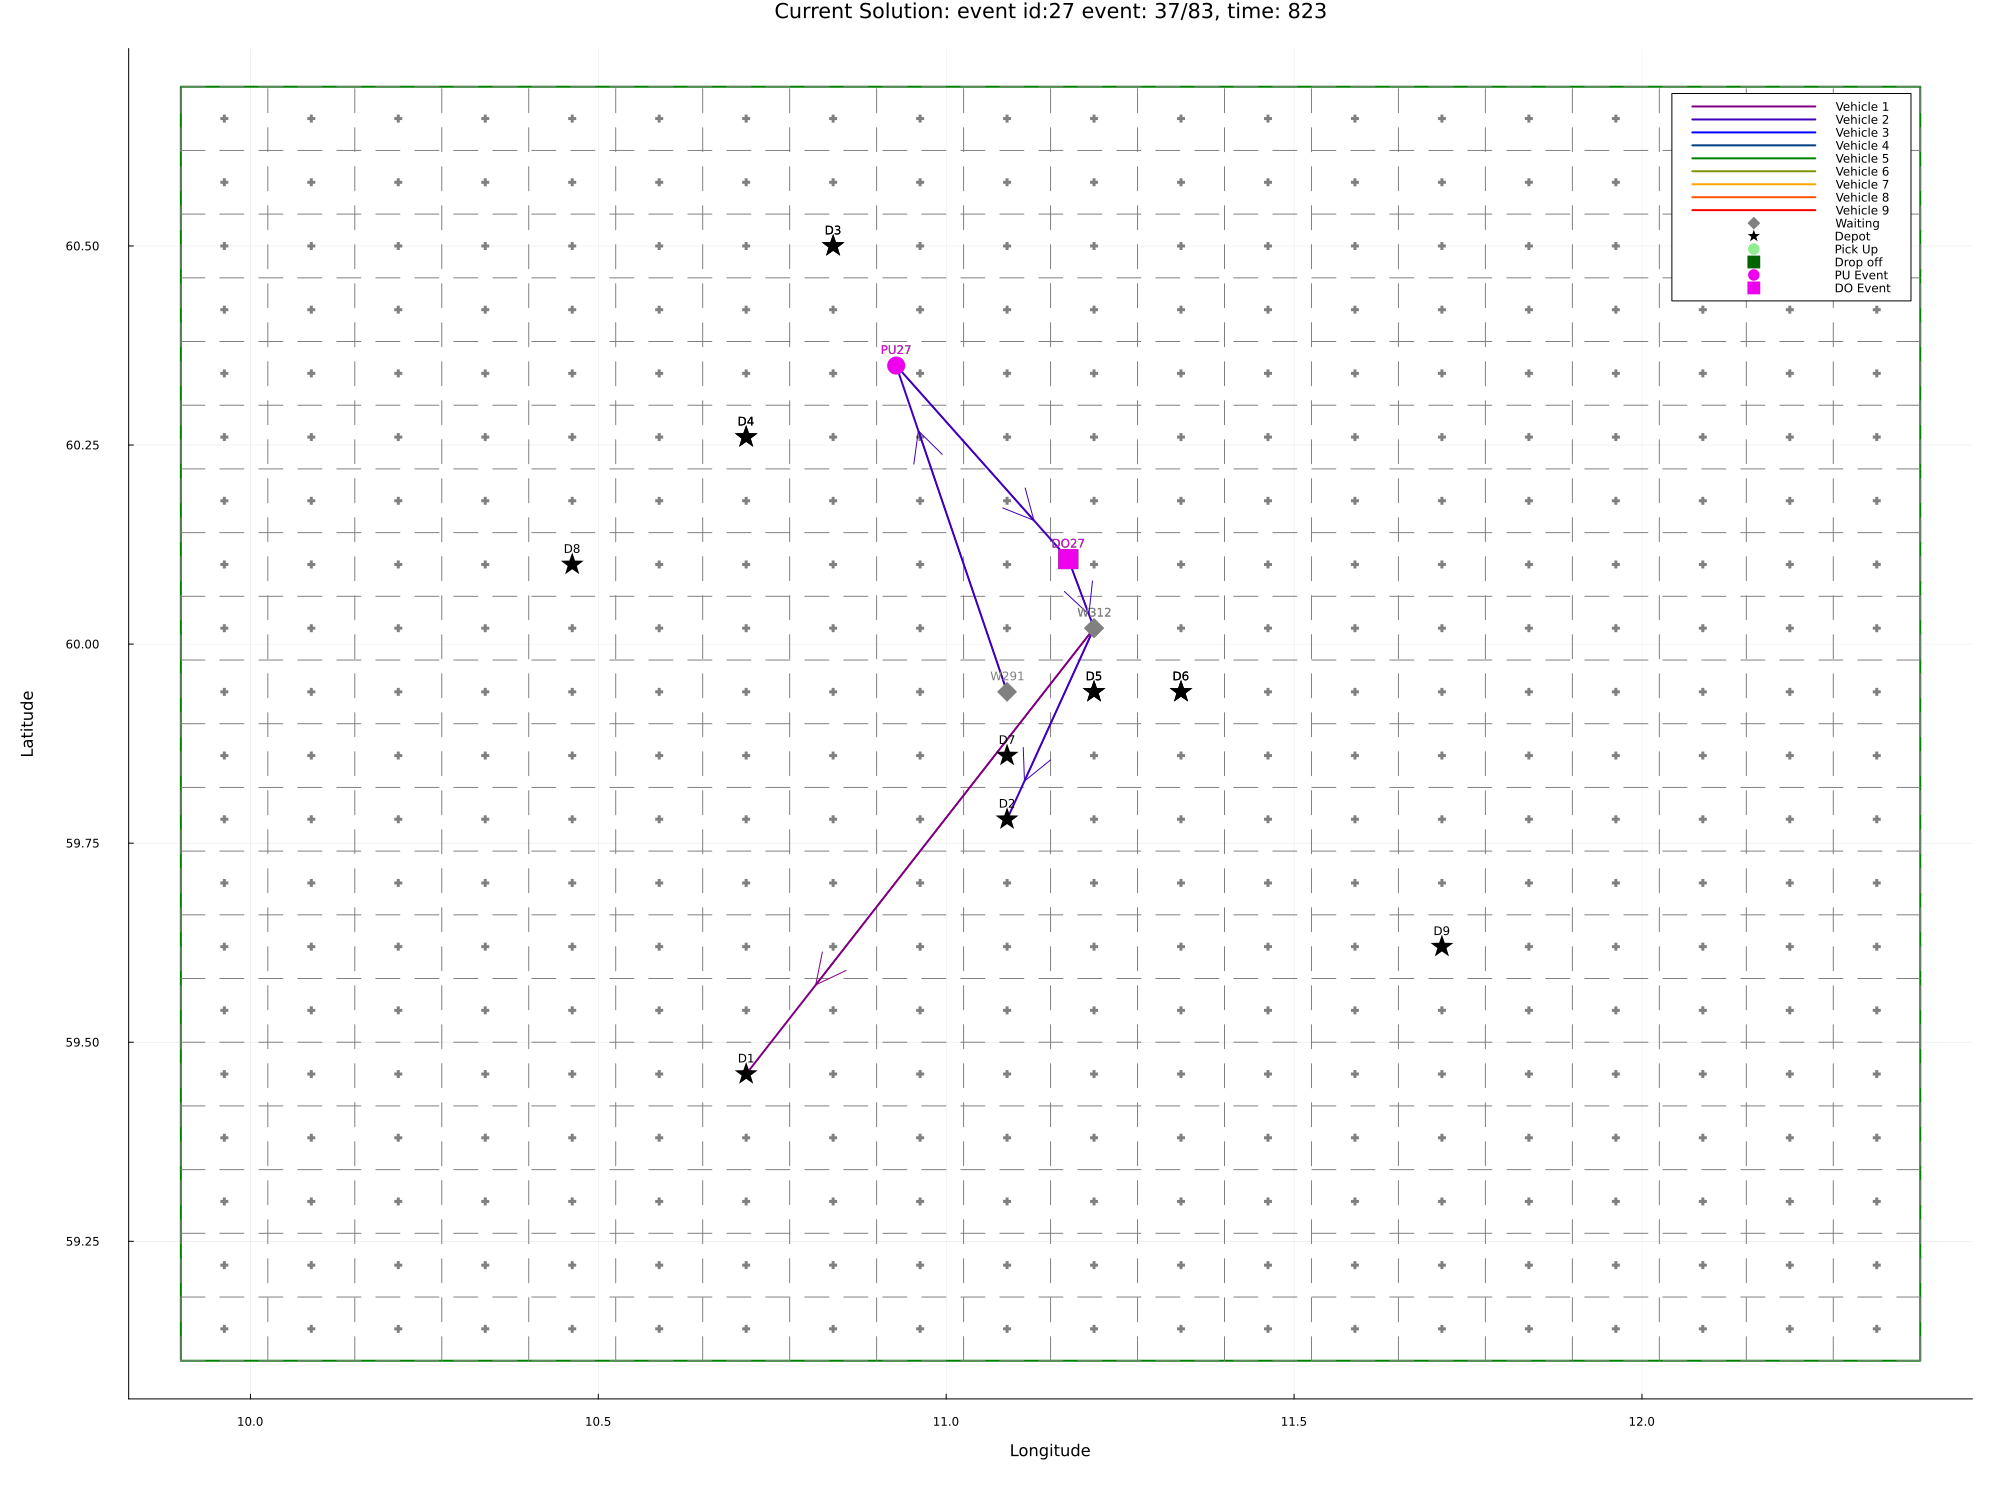 Current Solution: event id:27 event: 37/83, time: 823
Vehicle 1
Vehicle 2
Vehicle 3
Vehicle 4
Vehicle 5
Vehicle 6
Vehicle 7
Vehicle 8
Vehicle 9
Waiting
Depot
Pick Up
Drop off
PU Event
DO Event
D3
60.50
PU27
D4
60.25
DO27
D8
W312
60.00
W291
D5
D6
D7
D2
59.75
D9
59.50
D1
59.25
Latitude
10.0
10.5
11.0
11.5
12.0
Longitude